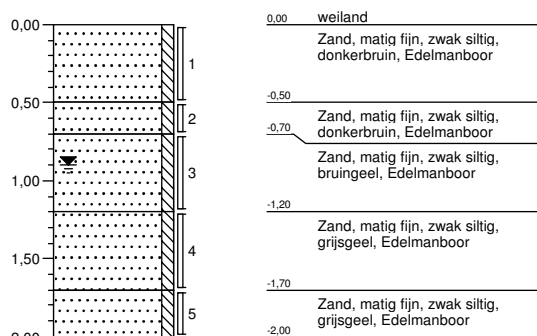 0,00
0,50
1,00
1,50
2,00
1
2
3
4
5
0,00 weiland
Zand, matig fijn, zwak siltig,
donkerbruin, Edelmanboor
-0,50
Zand, matig fijn, zwak siltig,
-0,70 donkerbruin, Edelmanboor
Zand, matig fijn, zwak siltig,
bruingeel, Edelmanboor
-1,20
Zand, matig fijn, zwak siltig,
grijsgeel, Edelmanboor
-1,70
Zand, matig fijn, zwak siltig,
grijsgeel, Edelmanboor
-2,00